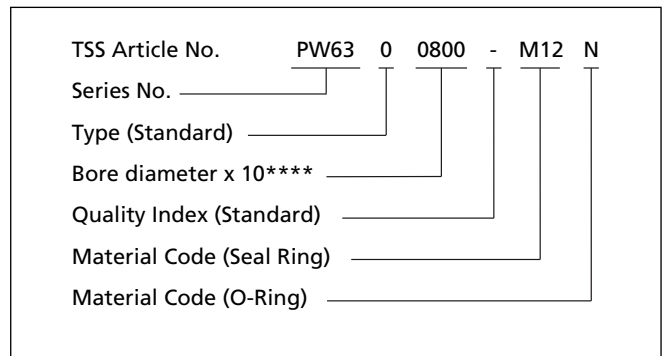 TSS Article No. PW63 0 0800 - M12 N
Series No.
Type (Standard)
Bore diameter x 10****
Quality Index (Standard)
Material Code (Seal Ring)
Material Code (O-Ring)